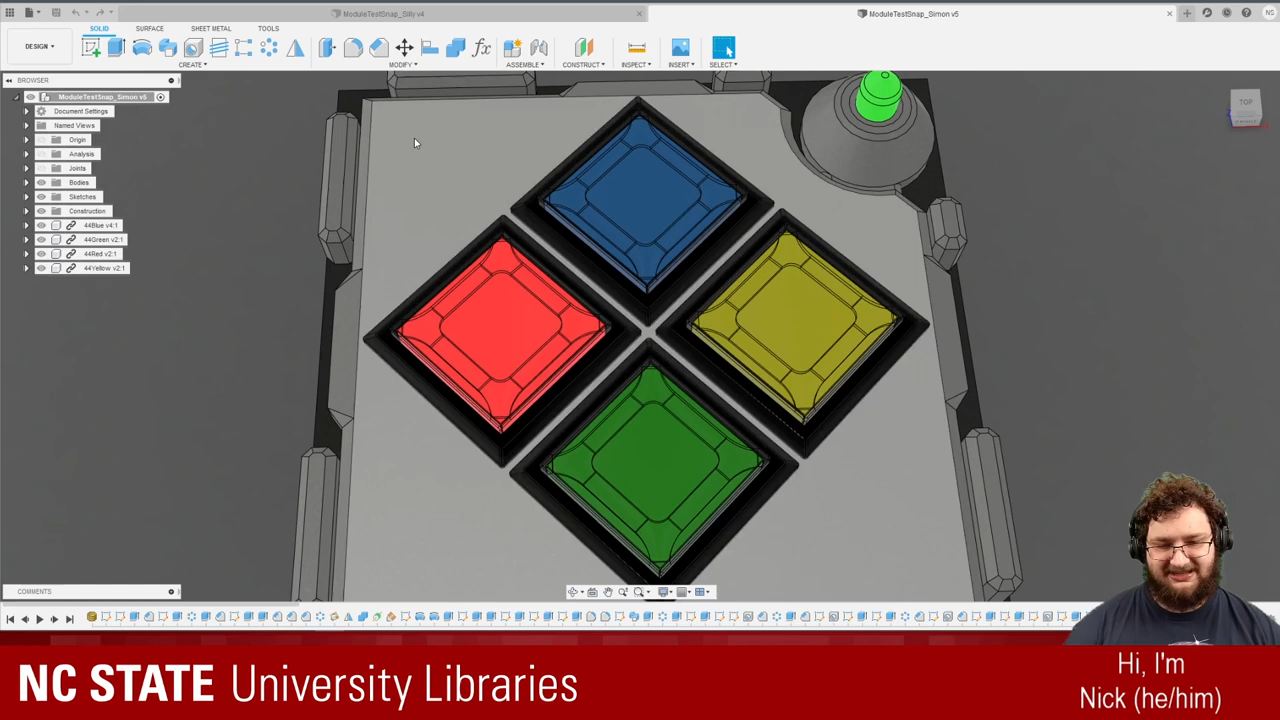 ModuleTestSnap_Silly v4
ModuleTestSnap_Simon v5
NS
DESIGN
SOLID SURFACE SHEET METAL TOOLS
CREATE MODIFY ASSEMBLE CONSTRUCT INSPECT INSERT SELECT
BROWSER
ModuleTestSnap_Simon v5
Document Settings
Named Views
Origin
Analysis
Joints
Bodies
Sketches
Construction
44Blue v4:1
44Green v2:1
44Red v2:1
44Yellow v2:1
TOP
COMMENTS
NC STATE University Libraries
Hi, I'm
Nick (he/him)